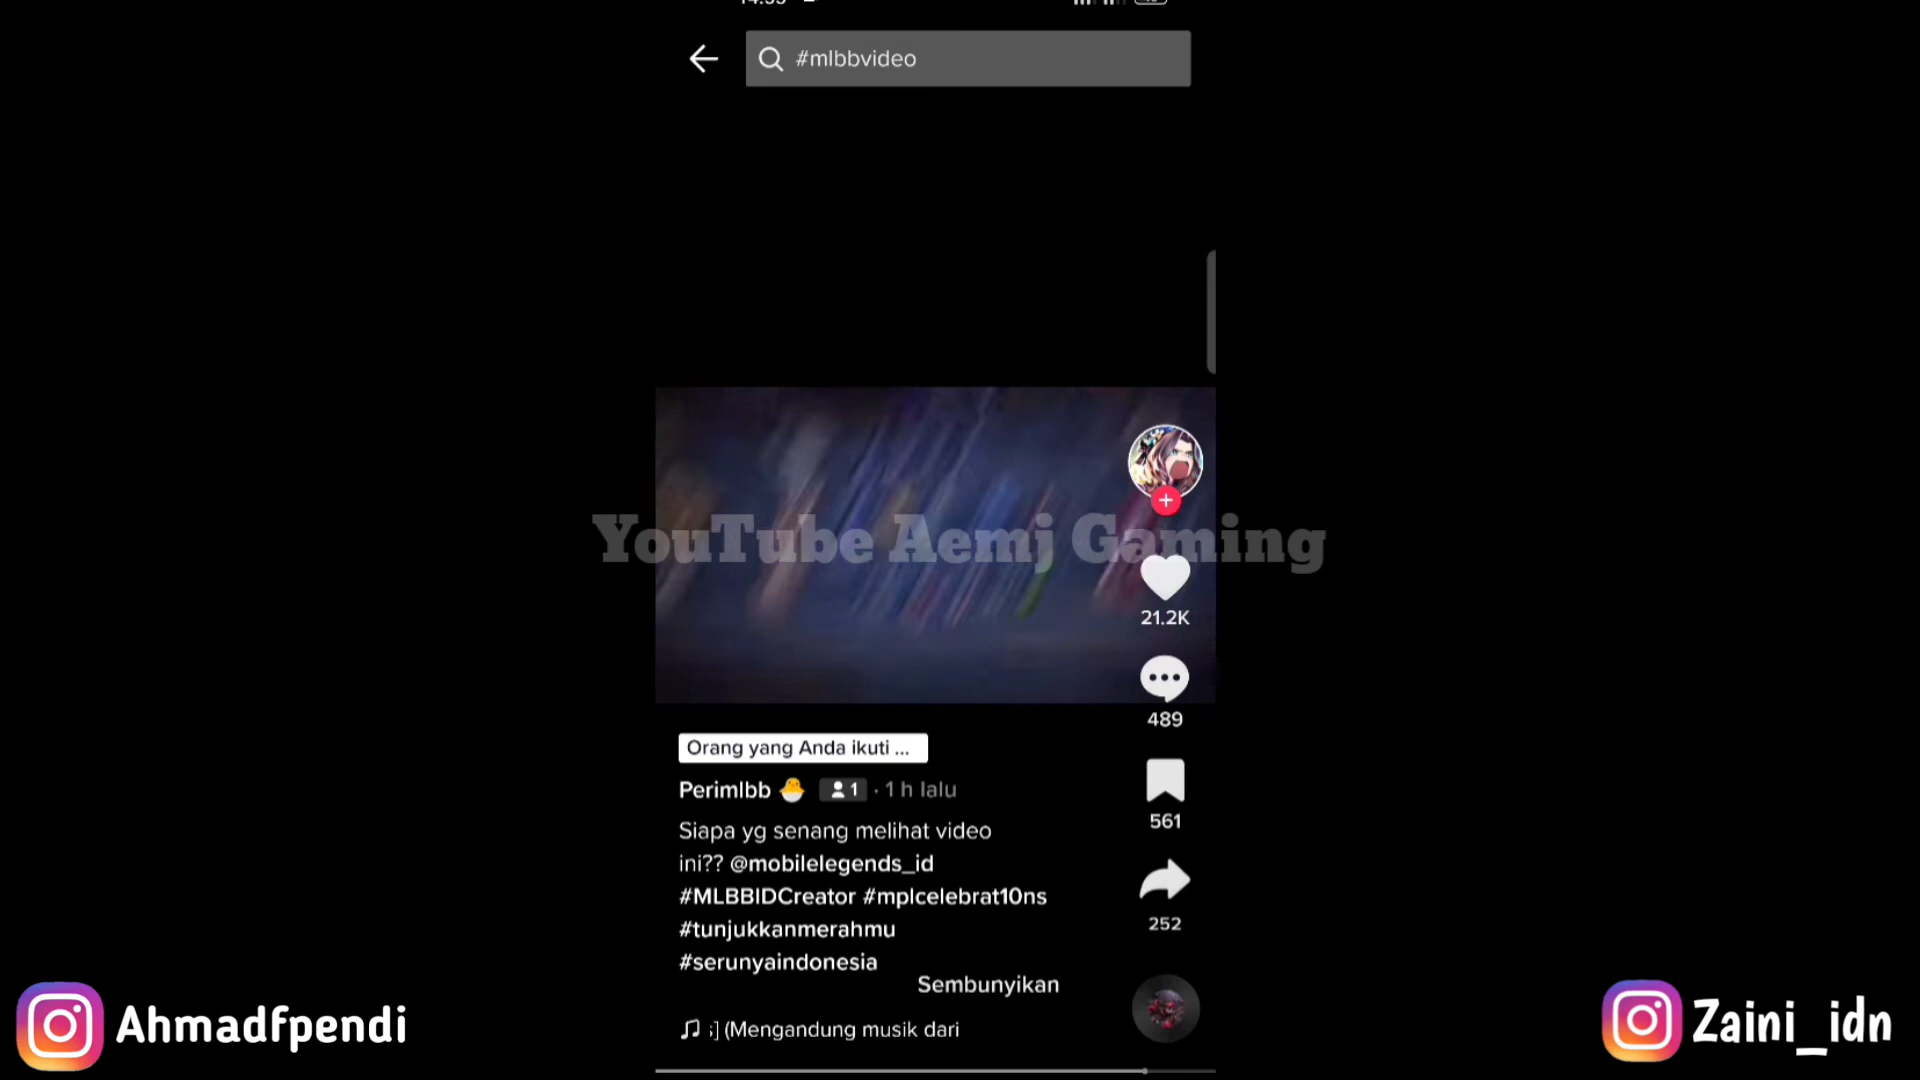 #mlbbvideo
YouTube Aemj Gaming
21.2K
489
Orang yang Anda ikuti ...
Perimlbb 🐣 1 · 1 h lalu
561
Siapa yg senang melihat video
ini?? @mobilelegends_id
#MLBBIDCreator #mplcelebrat10ns
#tunjukkanmerahmu
#serunyaindonesia
252
Sembunyikan
(Mengandung musik dari
Ahmadfpendi
Zaini_idn